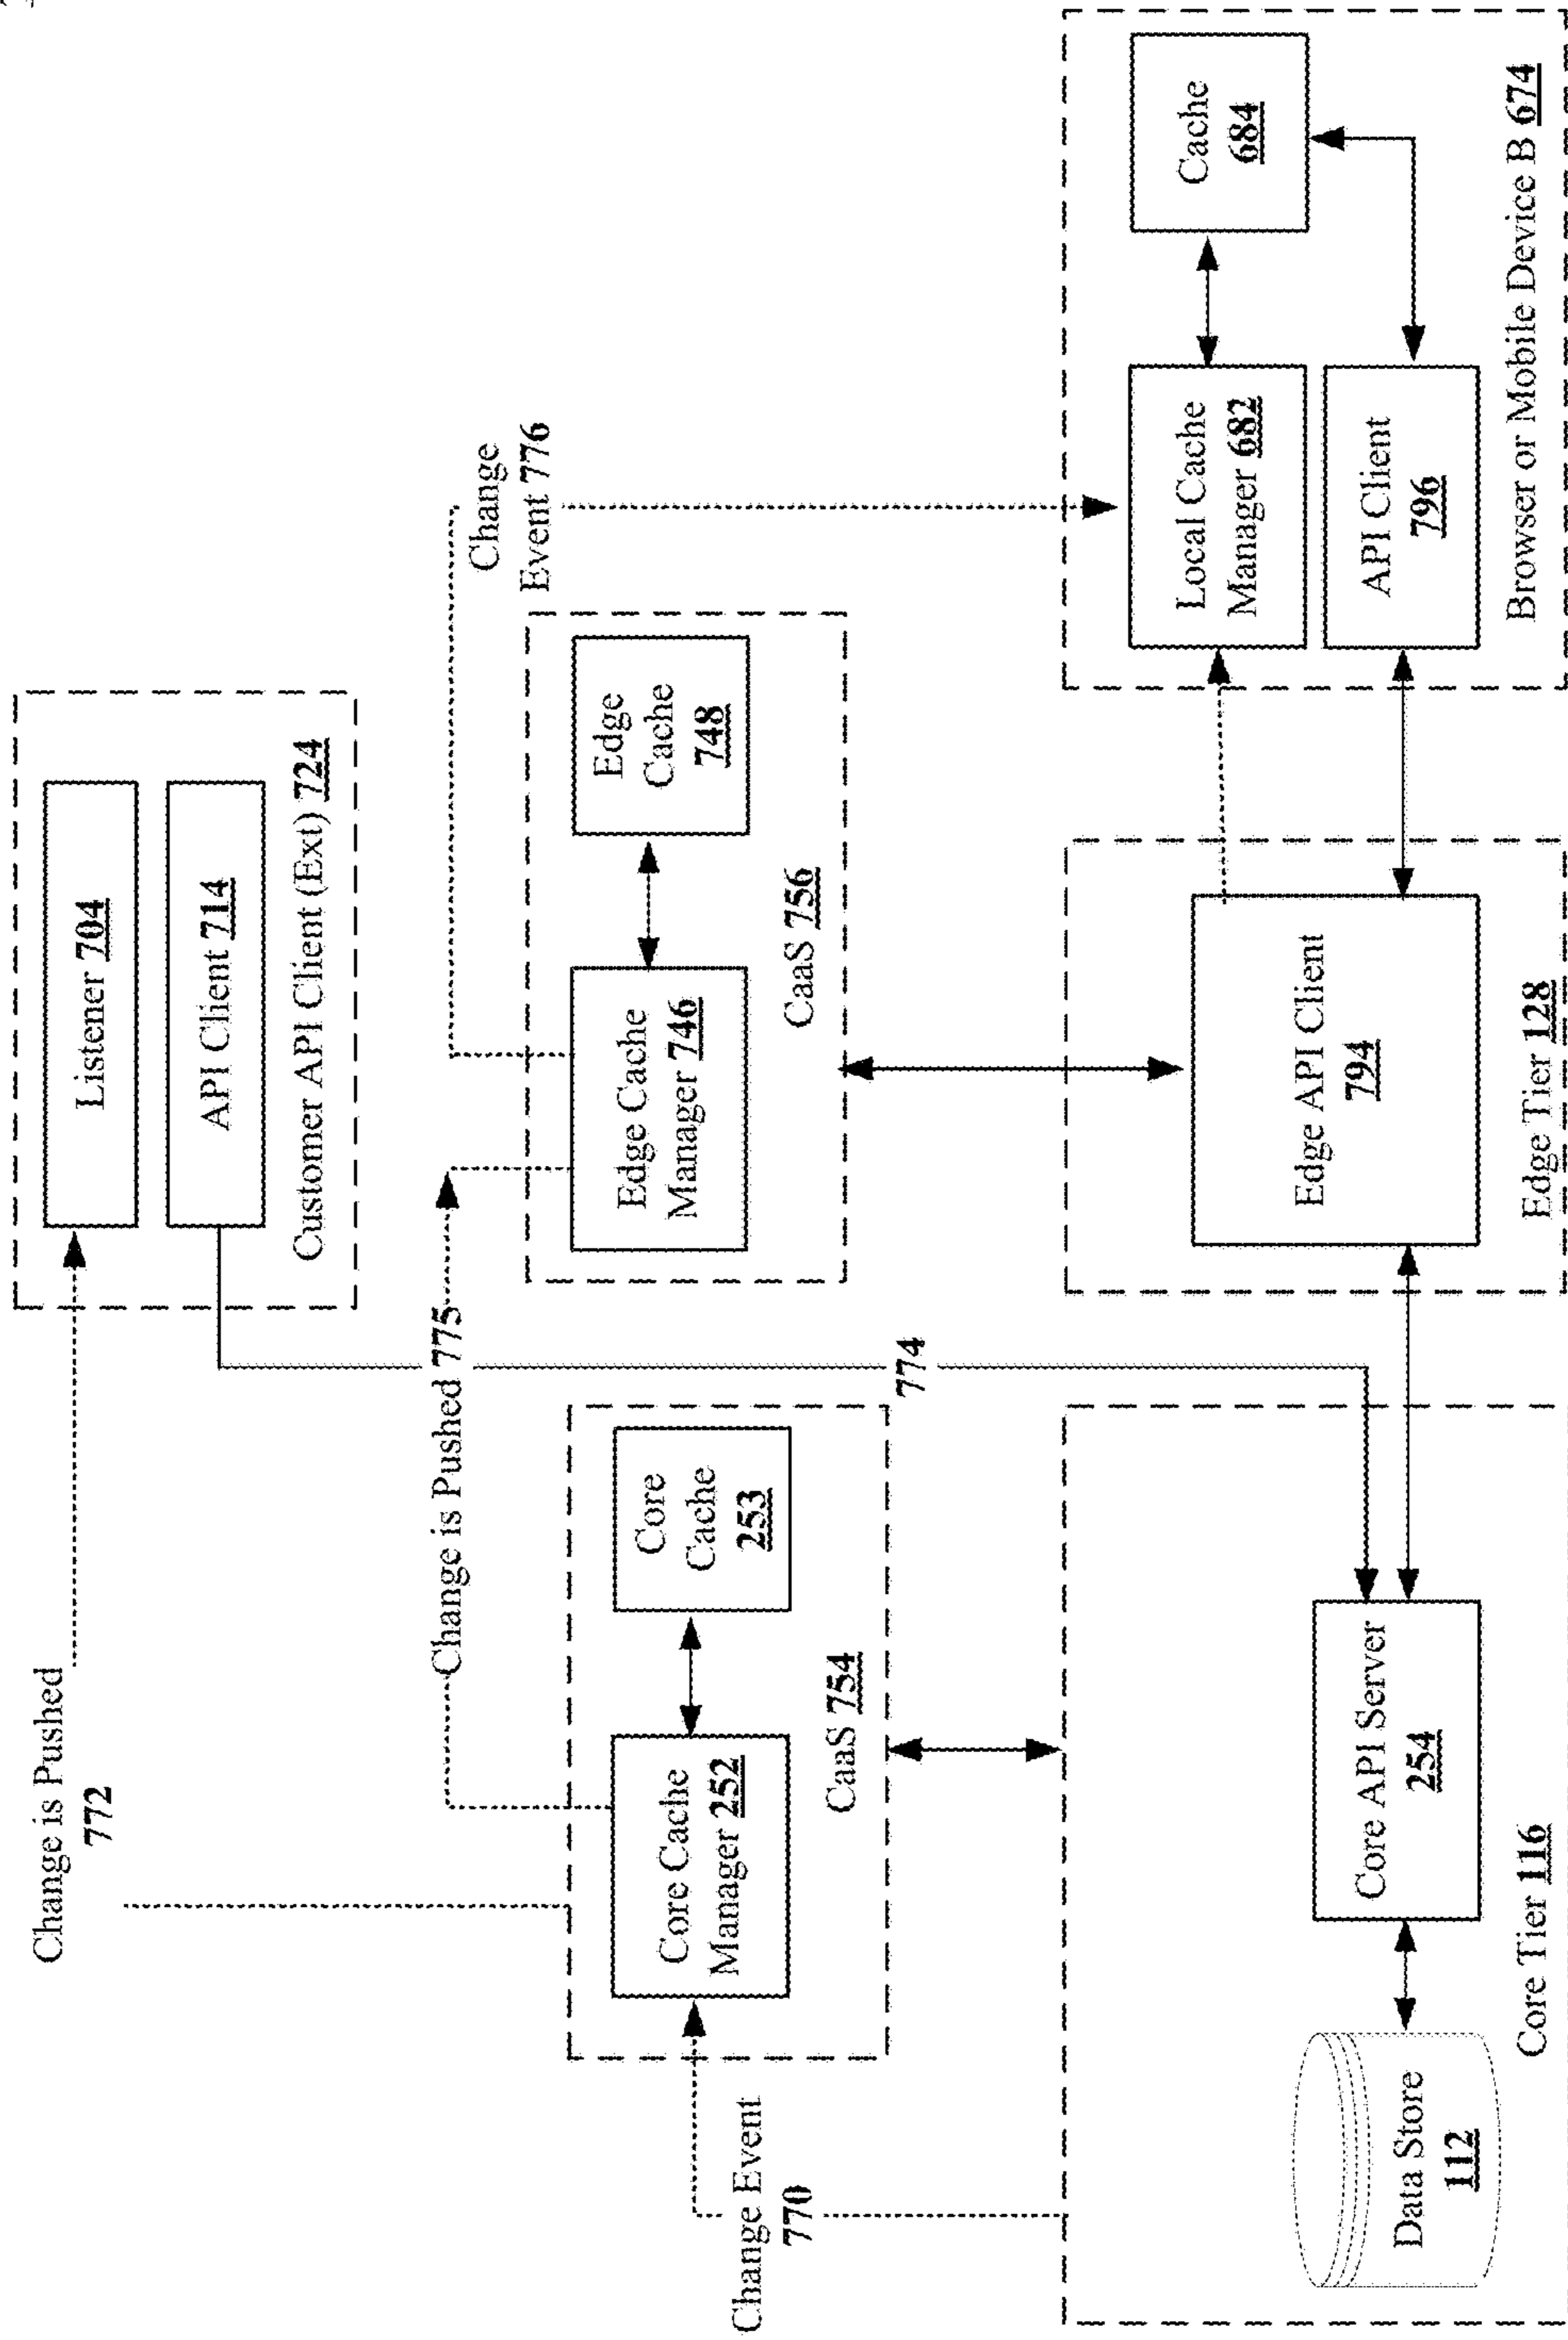 Change is Pushed
772
Listener 704
API Client 714
Customer API Client (Ext) 724
Change is Pushed 775
Change
Event 776
Change Event
770
Core Cache
Manager 252
Core
Cache
253
CaaS 754
Edge Cache
Manager 746
Edge
Cache
748
CaaS 756
774
Data Store
112
Core API Server
254
Core Tier 116
Edge API Client
794
Edge Tier 128
Local Cache
Manager 682
Cache
684
API Client
796
Browser or Mobile Device B 674